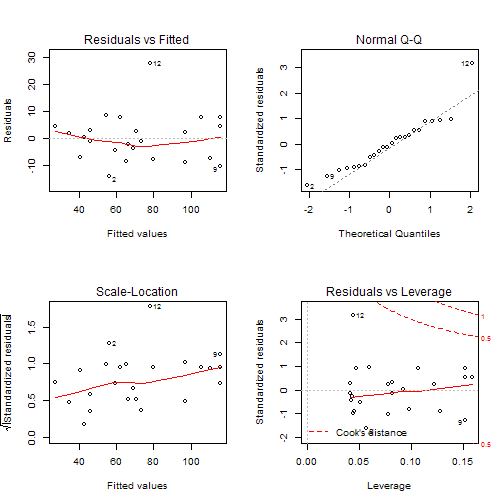 Residuals vs Fitted
Residuals
-10 0 10 20 30
12
2
9
40 60 80 100
Fitted values
Normal Q-Q
Standardized residuals
-1 0 1 2 3
12
9
2
-2 -1 0 1 2
Theoretical Quantiles
Scale-Location
√|Standardized residuals|
0.0 0.5 1.0 1.5
12
2
9
40 60 80 100
Fitted values
Residuals vs Leverage
Standardized residuals
-2 -1 0 1 2 3
12
9
Cook's distance
1
0.5
0.5
0.00 0.05 0.10 0.15
Leverage